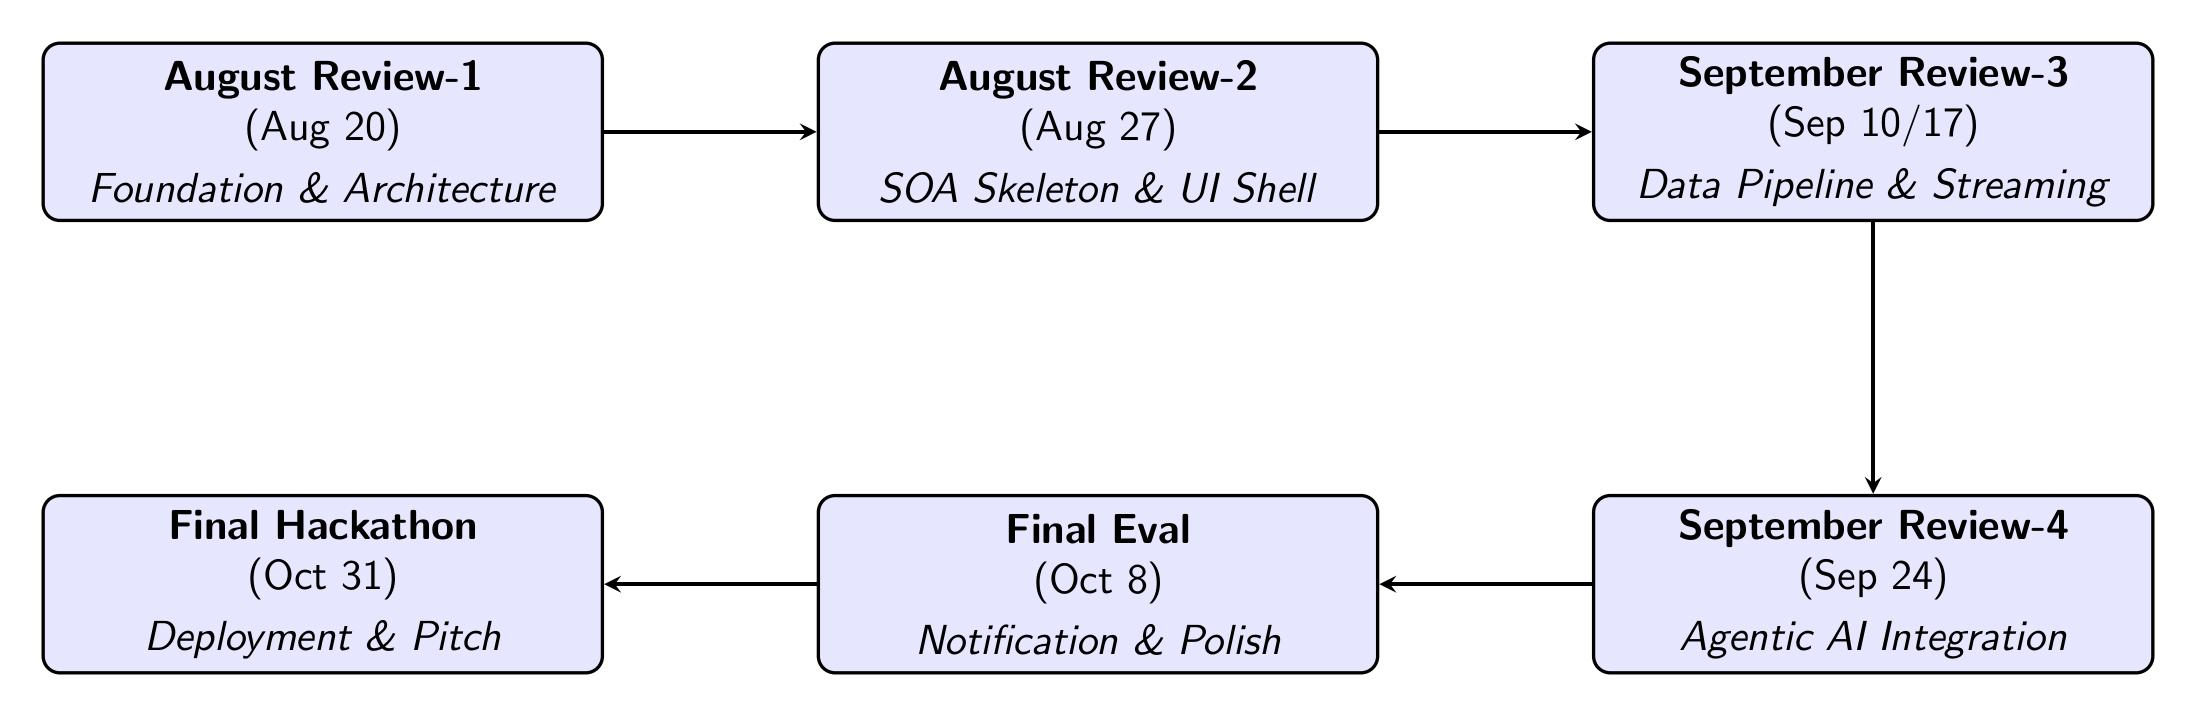 August Review-1
(Aug 20)
Foundation & Architecture
August Review-2
(Aug 27)
SOA Skeleton & UI Shell
September Review-3
(Sep 10/17)
Data Pipeline & Streaming
September Review-4
(Sep 24)
Agentic AI Integration
Final Eval
(Oct 8)
Notification & Polish
Final Hackathon
(Oct 31)
Deployment & Pitch